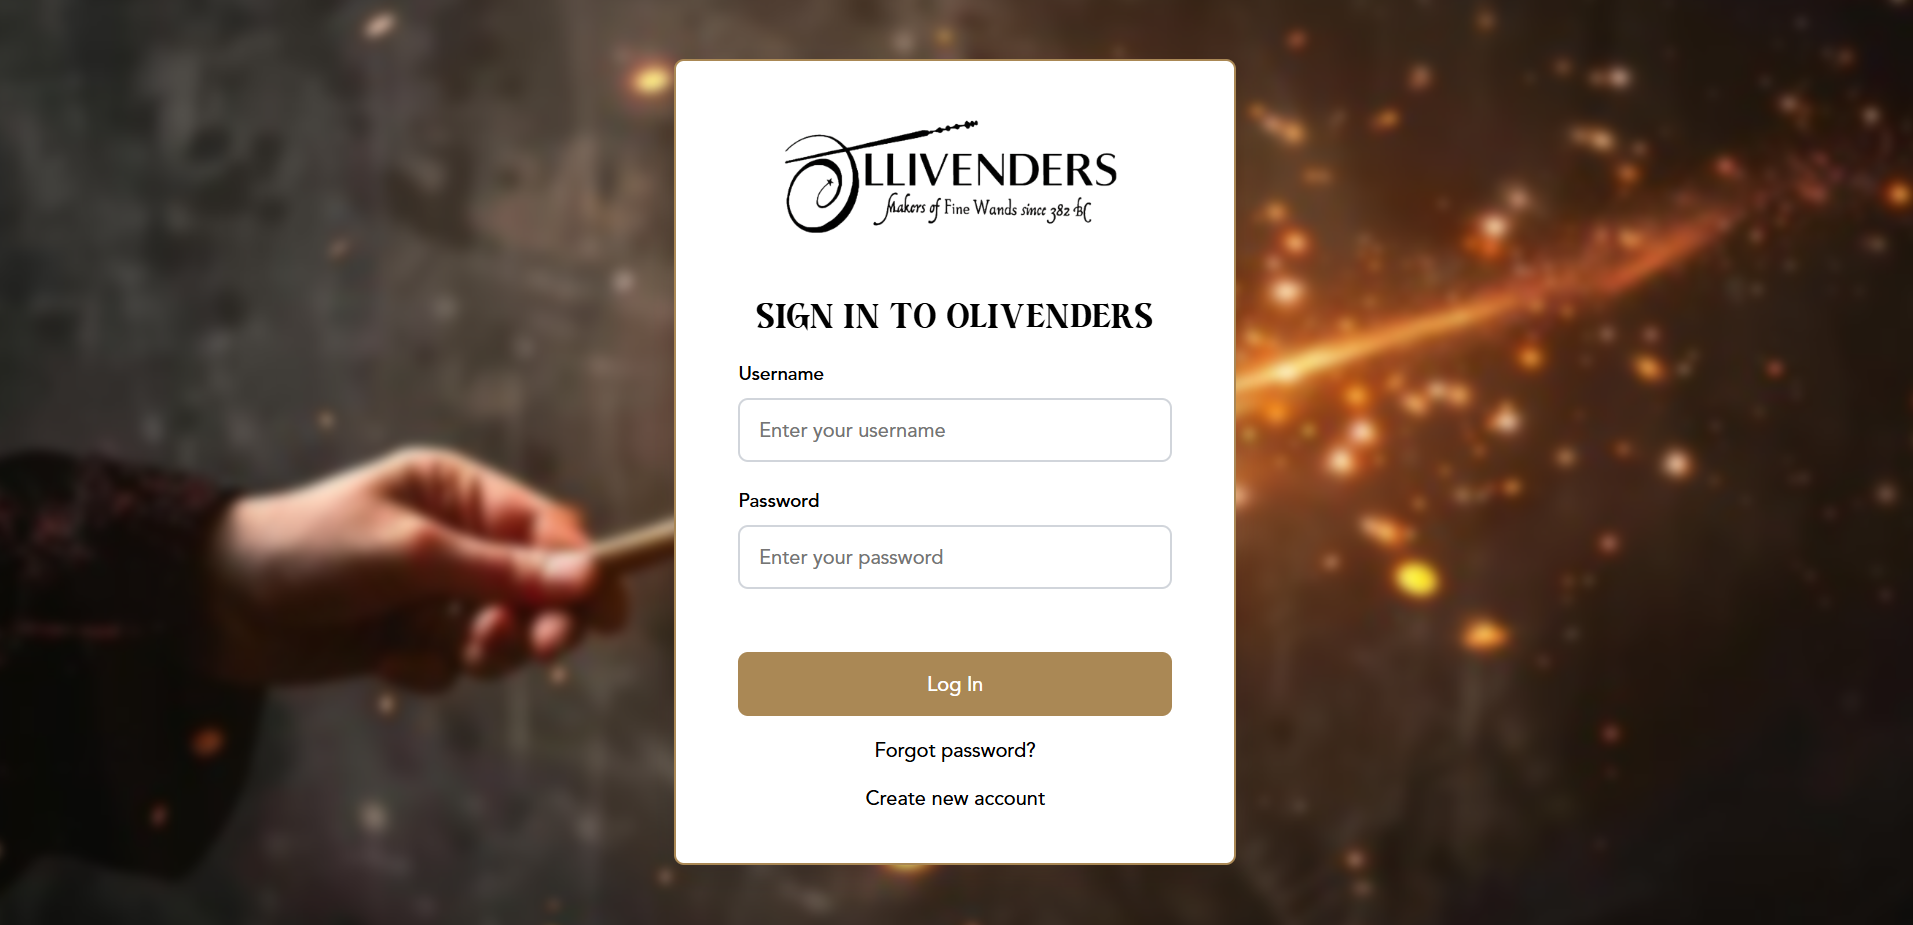 OLLIVENDERS
Makers of Fine Wands since 382 BC
SIGN IN TO OLIVENDERS
Username
Enter your username
Password
Enter your password
Log In
Forgot password?
Create new account